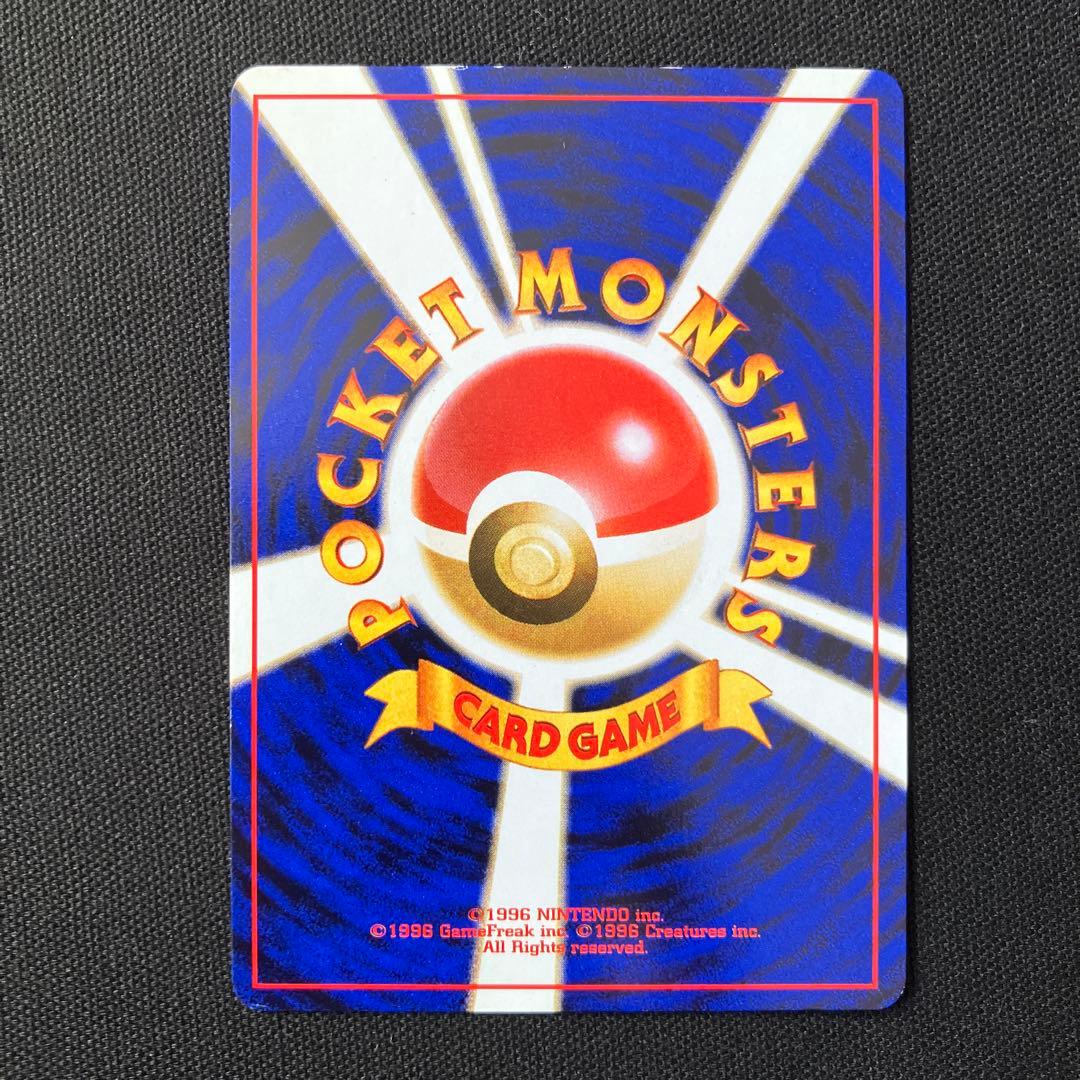 POCKET MONSTERS
CARD GAME
©1996 NINTENDO inc.
©1996 GameFreak inc. ©1996 Creatures inc.
All Rights reserved.